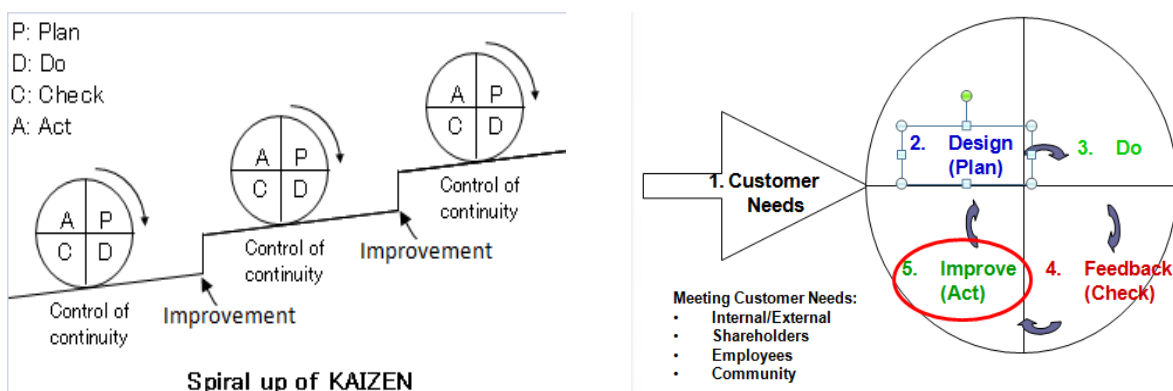 P: Plan
D: Do
C: Check
A: Act
A P
C D
Control of
continuity
Improvement
A P
C D
Control of
continuity
Improvement
A P
C D
Control of
continuity
Spiral up of KAIZEN
1. Customer
Needs
2. Design
(Plan)
3. Do
4. Feedback
(Check)
5. Improve
(Act)
Meeting Customer Needs:
• Internal/External
• Shareholders
• Employees
• Community